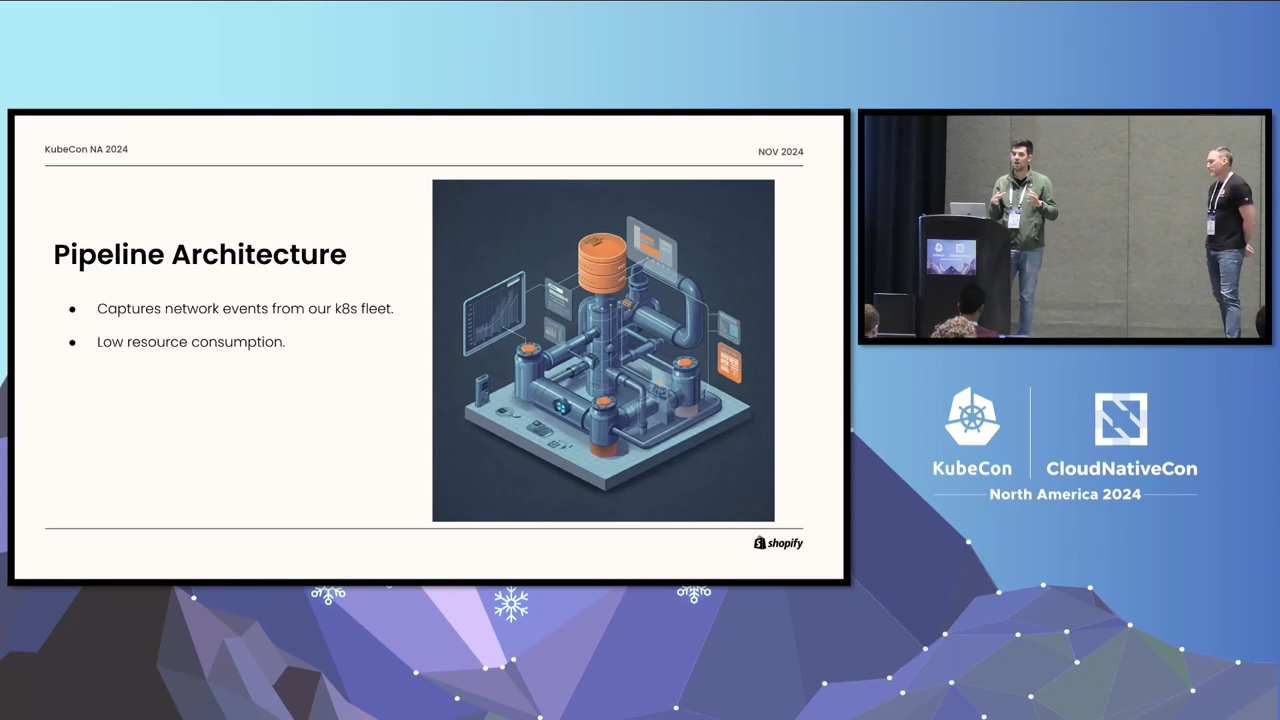 KubeCon NA 2024
NOV 2024
Pipeline Architecture
● Captures network events from our k8s fleet.
● Low resource consumption.
shopify
KubeCon
CloudNativeCon
North America 2024